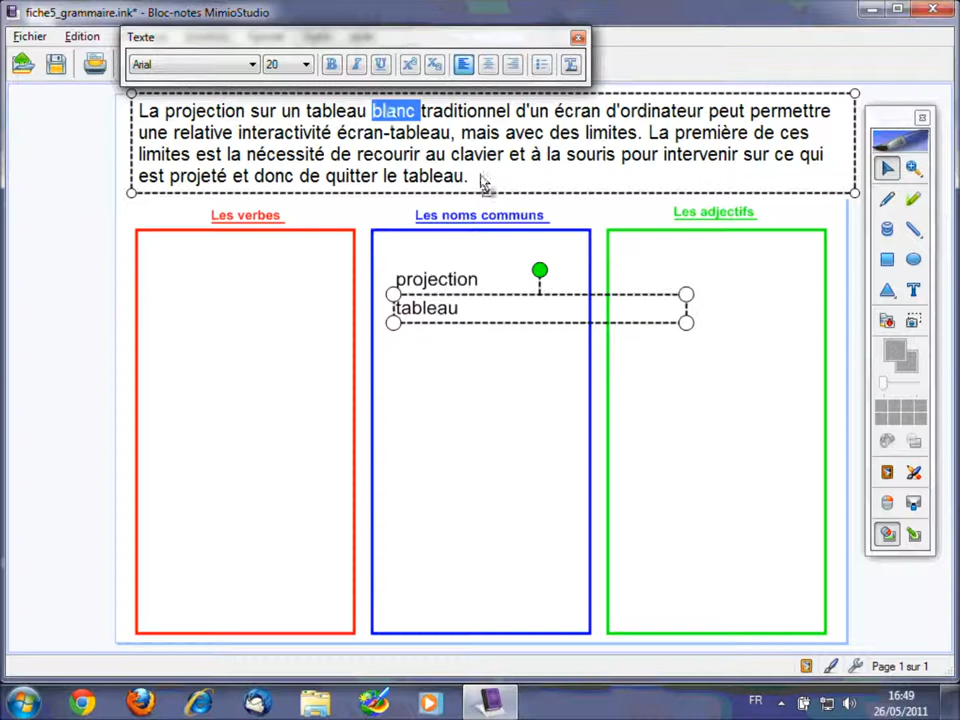 fiche5_grammaire.ink* - Bloc-notes MimioStudio
Fichier Edition
Texte
Arial 20 B I U
La projection sur un tableau blanc traditionnel d'un écran d'ordinateur peut permettre
une relative interactivité écran-tableau, mais avec des limites. La première de ces
limites est la nécessité de recourir au clavier et à la souris pour intervenir sur ce qui
est projeté et donc de quitter le tableau.
Les verbes Les noms communs Les adjectifs
projection
tableau
Page 1 sur 1
FR 16:49
26/05/2011